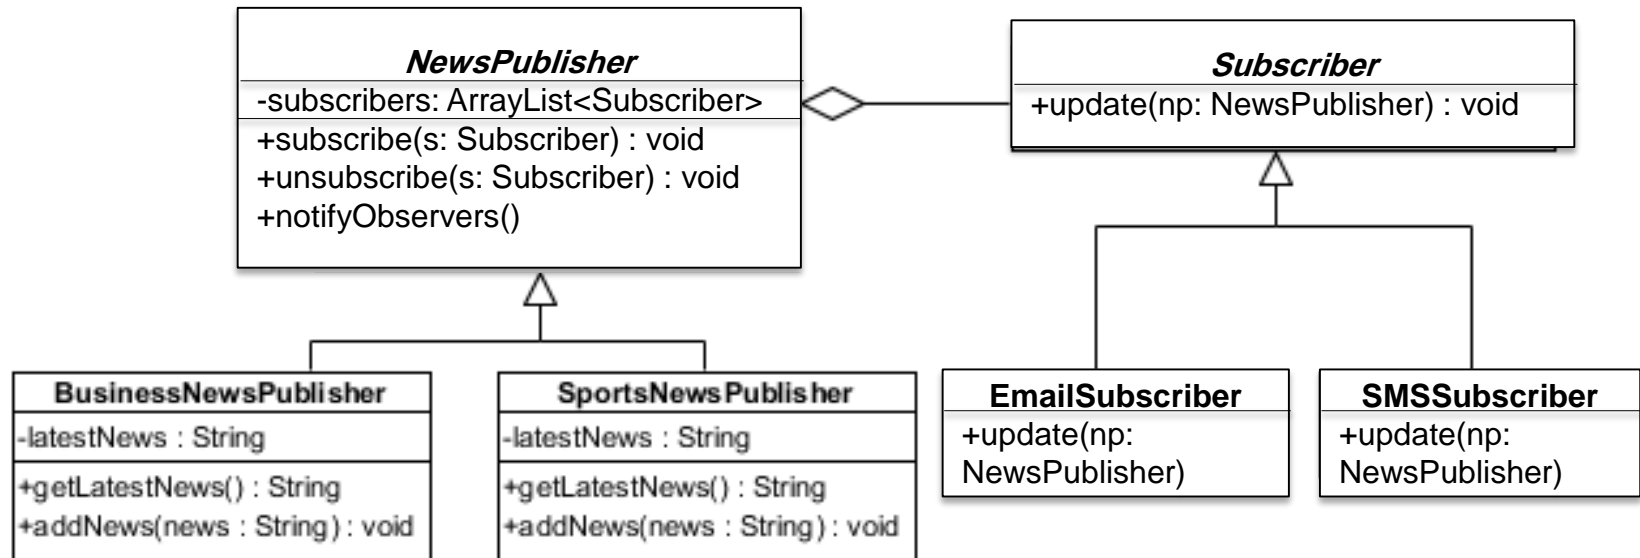 NewsPublisher
-subscribers: ArrayList<Subscriber>
+subscribe(s: Subscriber) : void
+unsubscribe(s: Subscriber) : void
+notifyObservers()
Subscriber
+update(np: NewsPublisher) : void
BusinessNewsPublisher
-latestNews : String
+getLatestNews() : String
+addNews(news : String) : void
SportsNewsPublisher
-latestNews : String
+getLatestNews() : String
+addNews(news : String) : void
EmailSubscriber
+update(np:
NewsPublisher)
SMSSubscriber
+update(np:
NewsPublisher)